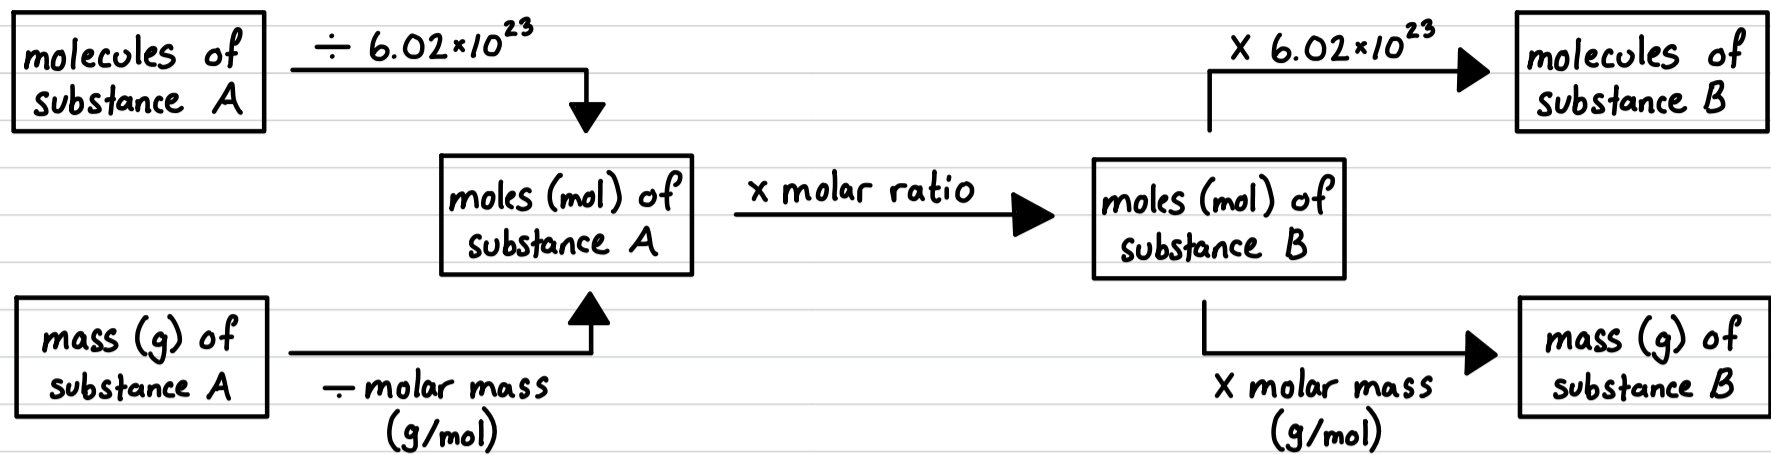 molecules of
substance A
÷ 6.02×10²³
× 6.02×10²³
molecules of
substance B
moles (mol) of
substance A
× molar ratio
moles (mol) of
substance B
mass (g) of
substance A
÷ molar mass
(g/mol)
× molar mass
(g/mol)
mass (g) of
substance B